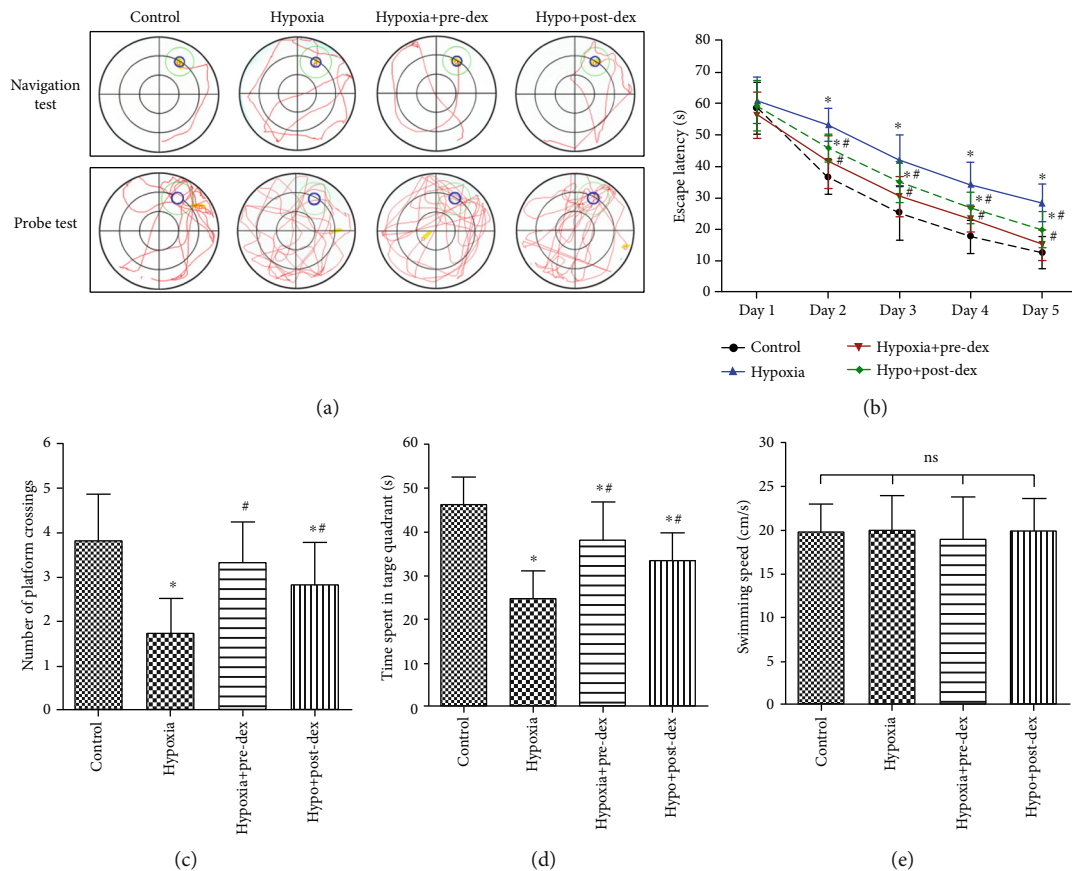 Control Hypoxia Hypoxia+pre-dex Hypo+post-dex
Navigation
test
Probe test
(a)
Escape latency (s)
80
70
60
50
40
30
20
10
0
*
*
*
*
*#
*#
*#
*#
#
#
#
#
Day 1 Day 2 Day 3 Day 4 Day 5
Control Hypoxia+pre-dex
Hypoxia Hypo+post-dex
(b)
Number of platform crossings
6
5
4
3
2
1
0
*
#
*#
Control
Hypoxia
Hypoxia+pre-dex
Hypo+post-dex
(c)
Time spent in targe quadrant (s)
60
50
40
30
20
10
0
*
*#
*#
Control
Hypoxia
Hypoxia+pre-dex
Hypo+post-dex
(d)
Swimming speed (cm/s)
30
25
20
15
10
5
0
ns
Control
Hypoxia
Hypoxia+pre-dex
Hypo+post-dex
(e)